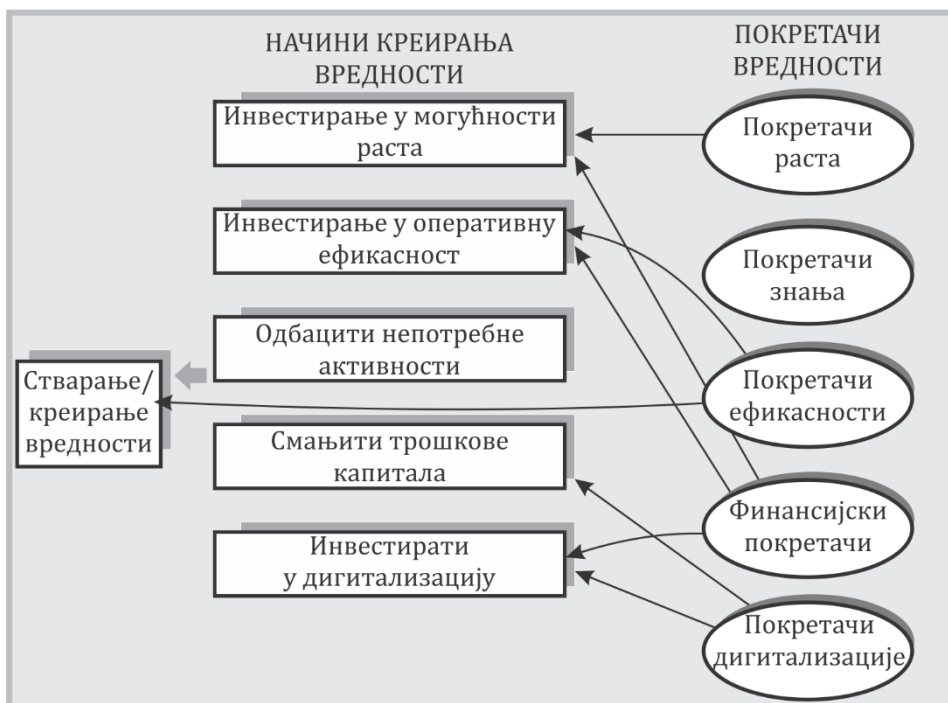 НАЧИНИ КРЕИРАЊА
ВРЕДНОСТИ
ПОКРЕТАЧИ
ВРЕДНОСТИ
Инвестирање у могућности
раста
Инвестирање у оперативну
ефикасност
Одбацити непотребне
активности
Смањити трошкове
капитала
Инвестирати
у дигитализацију
Стварање/
креирање
вредности
Покретачи
раста
Покретачи
знања
Покретачи
ефикасности
Финансијски
покретачи
Покретачи
дигитализације